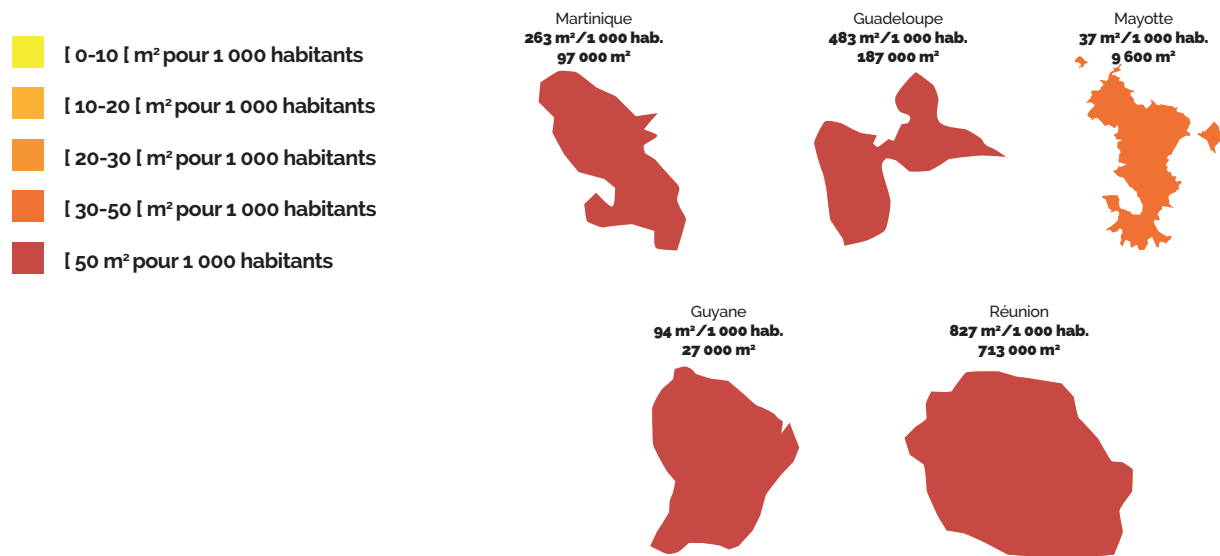 [ 0-10 [ m² pour 1 000 habitants
[ 10-20 [ m² pour 1 000 habitants
[ 20-30 [ m² pour 1 000 habitants
[ 30-50 [ m² pour 1 000 habitants
[ 50 m² pour 1 000 habitants
Martinique
263 m²/1 000 hab.
97 000 m²
Guadeloupe
483 m²/1 000 hab.
187 000 m²
Mayotte
37 m²/1 000 hab.
9 600 m²
Guyane
94 m²/1 000 hab.
27 000 m²
Réunion
827 m²/1 000 hab.
713 000 m²